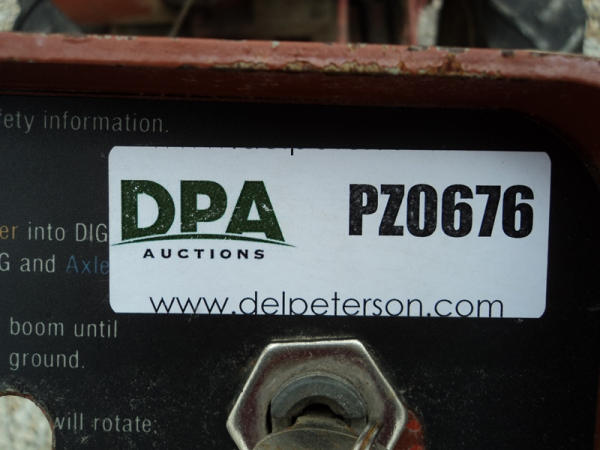 fety information.
DPA
AUCTIONS
PZ0676
er into DIG
G and Axle
www.delpeterson.com
boom until
ground.
will rotate;